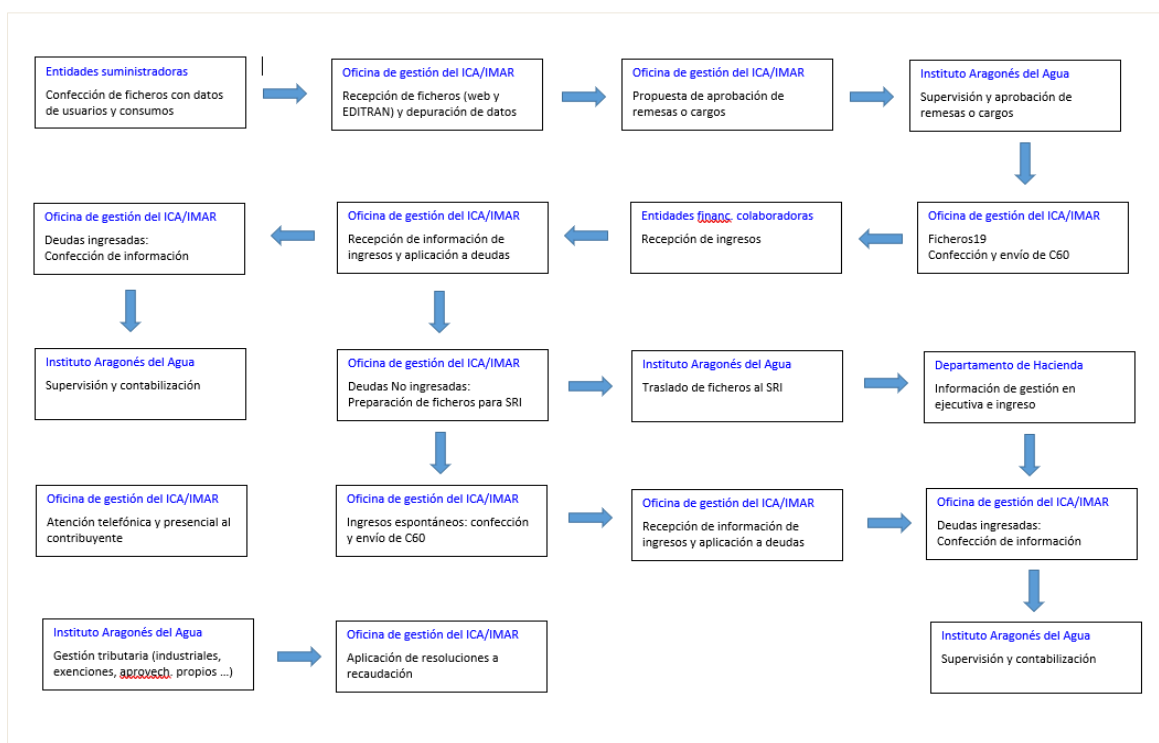 Entidades suministradoras
Confección de ficheros con datos
de usuarios y consumos
Oficina de gestión del ICA/IMAR
Recepción de ficheros (web y
EDITRAN) y depuración de datos
Oficina de gestión del ICA/IMAR
Propuesta de aprobación de
remesas o cargos
Instituto Aragonés del Agua
Supervisión y aprobación de
remesas o cargos
Oficina de gestión del ICA/IMAR
Deudas ingresadas:
Confección de información
Oficina de gestión del ICA/IMAR
Recepción de información de
ingresos y aplicación a deudas
Entidades financ. colaboradoras
Recepción de ingresos
Oficina de gestión del ICA/IMAR
Ficheros19
Confección y envío de C60
Instituto Aragonés del Agua
Supervisión y contabilización
Oficina de gestión del ICA/IMAR
Deudas No ingresadas:
Preparación de ficheros para SRI
Instituto Aragonés del Agua
Traslado de ficheros al SRI
Departamento de Hacienda
Información de gestión en
ejecutiva e ingreso
Oficina de gestión del ICA/IMAR
Atención telefónica y presencial al
contribuyente
Oficina de gestión del ICA/IMAR
Ingresos espontáneos: confección
y envío de C60
Oficina de gestión del ICA/IMAR
Recepción de información de
ingresos y aplicación a deudas
Oficina de gestión del ICA/IMAR
Deudas ingresadas:
Confección de información
Instituto Aragonés del Agua
Gestión tributaria (industriales,
exenciones, aprovech. propios ...)
Oficina de gestión del ICA/IMAR
Aplicación de resoluciones a
recaudación
Instituto Aragonés del Agua
Supervisión y contabilización